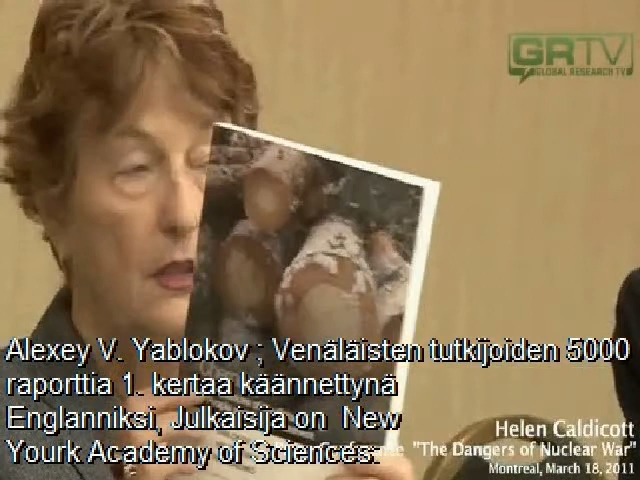 GRTV
GLOBAL RESEARCH TV
Alexey V. Yablokov ; Venäläisten tutkijoiden 5000
raporttia 1. kertaa käännettynä
Englanniksi, Julkaisija on New
Yourk Academy of Sciences.
Helen Caldicott
"The Dangers of Nuclear War"
Montreal, March 18, 2011